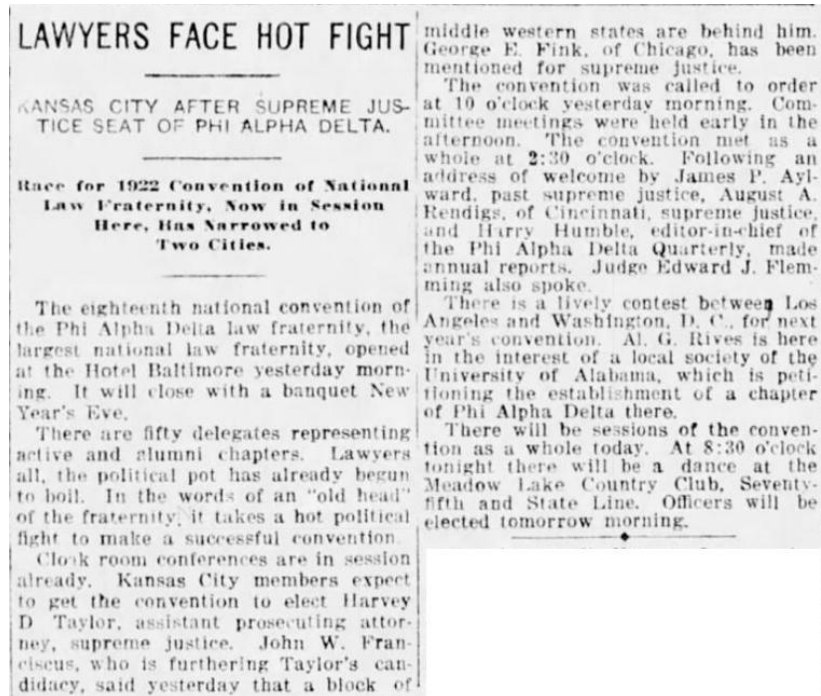 LAWYERS FACE HOT FIGHT
KANSAS CITY AFTER SUPREME JUS-
TICE SEAT OF PHI ALPHA DELTA.
Race for 1922 Convention of National
Law Fraternity, Now in Session
Here, Has Narrowed to
Two Cities.
The eighteenth national convention of
the Phi Alpha Delta law fraternity, the
largest national law fraternity, opened
at the Hotel Baltimore yesterday morn-
ing. It will close with a banquet New
Year's Eve.
There are fifty delegates representing
active and alumni chapters. Lawyers
all, the political pot has already begun
to boil. In the words of an "old head"
of the fraternity, it takes a hot political
fight to make a successful convention.
Cloak room conferences are in session
already. Kansas City members expect
to get the convention to elect Harvey
D Taylor, assistant prosecuting attor-
ney, supreme justice. John W. Fran-
ciscus, who is furthering Taylor's can-
didacy, said yesterday that a block of
middle western states are behind him.
George E. Fink, of Chicago, has been
mentioned for supreme justice.
The convention was called to order
at 10 o'clock yesterday morning. Com-
mittee meetings were held early in the
afternoon. The convention met as a
whole at 2:30 o'clock. Following an
address of welcome by James P. Ayl-
ward, past supreme justice, August A.
Rendigs, of Cincinnati, supreme justice,
and Harry Humble, editor-in-chief of
the Phi Alpha Delta Quarterly, made
annual reports. Judge Edward J. Flem-
ming also spoke.
There is a lively contest between Los
Angeles and Washington, D. C., for next
year's convention. Al. G. Rives is here
in the interest of a local society of the
University of Alabama, which is peti-
tioning the establishment of a chapter
of Phi Alpha Delta there.
There will be sessions of the conven-
tion as a whole today. At 8:30 o'clock
tonight there will be a dance at the
Meadow Lake Country Club, Seventy-
fifth and State Line. Officers will be
elected tomorrow morning.